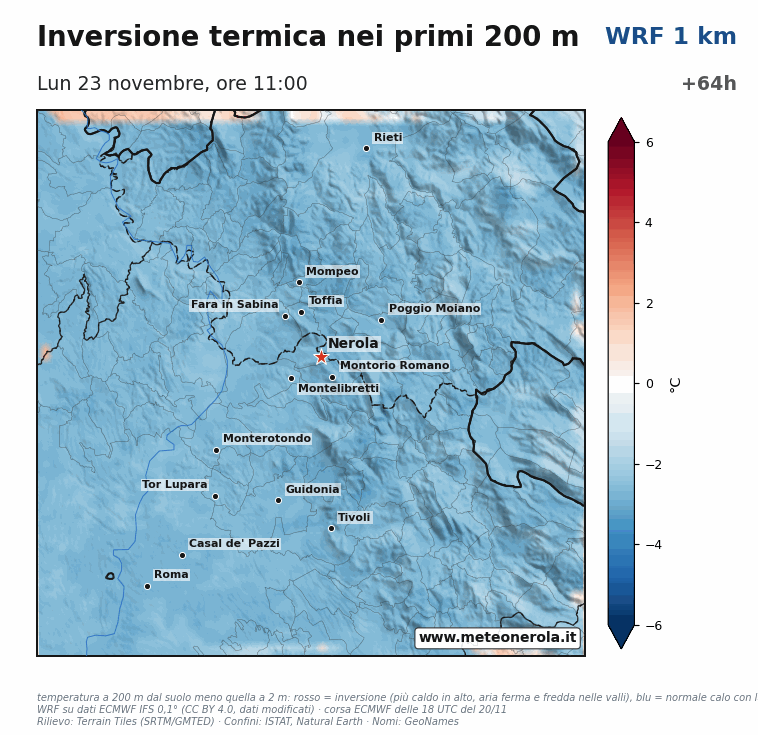 Inversione termica nei primi 200 m
WRF 1 km
Lun 23 novembre, ore 11:00
+64h
Rieti
Mompeo
Toffia
Fara in Sabina
Poggio Moiano
Nerola
Montorio Romano
Montelibretti
Monterotondo
Tor Lupara
Guidonia
Tivoli
Casal de' Pazzi
Roma
www.meteonerola.it
6
4
2
0
−2
−4
−6
°C
temperatura a 200 m dal suolo meno quella a 2 m: rosso = inversione (più caldo in alto, aria ferma e fredda nelle valli), blu = normale calo con
WRF su dati ECMWF IFS 0,1° (CC BY 4.0, dati modificati) · corsa ECMWF delle 18 UTC del 20/11
Rilievo: Terrain Tiles (SRTM/GMTED) · Confini: ISTAT, Natural Earth · Nomi: GeoNames